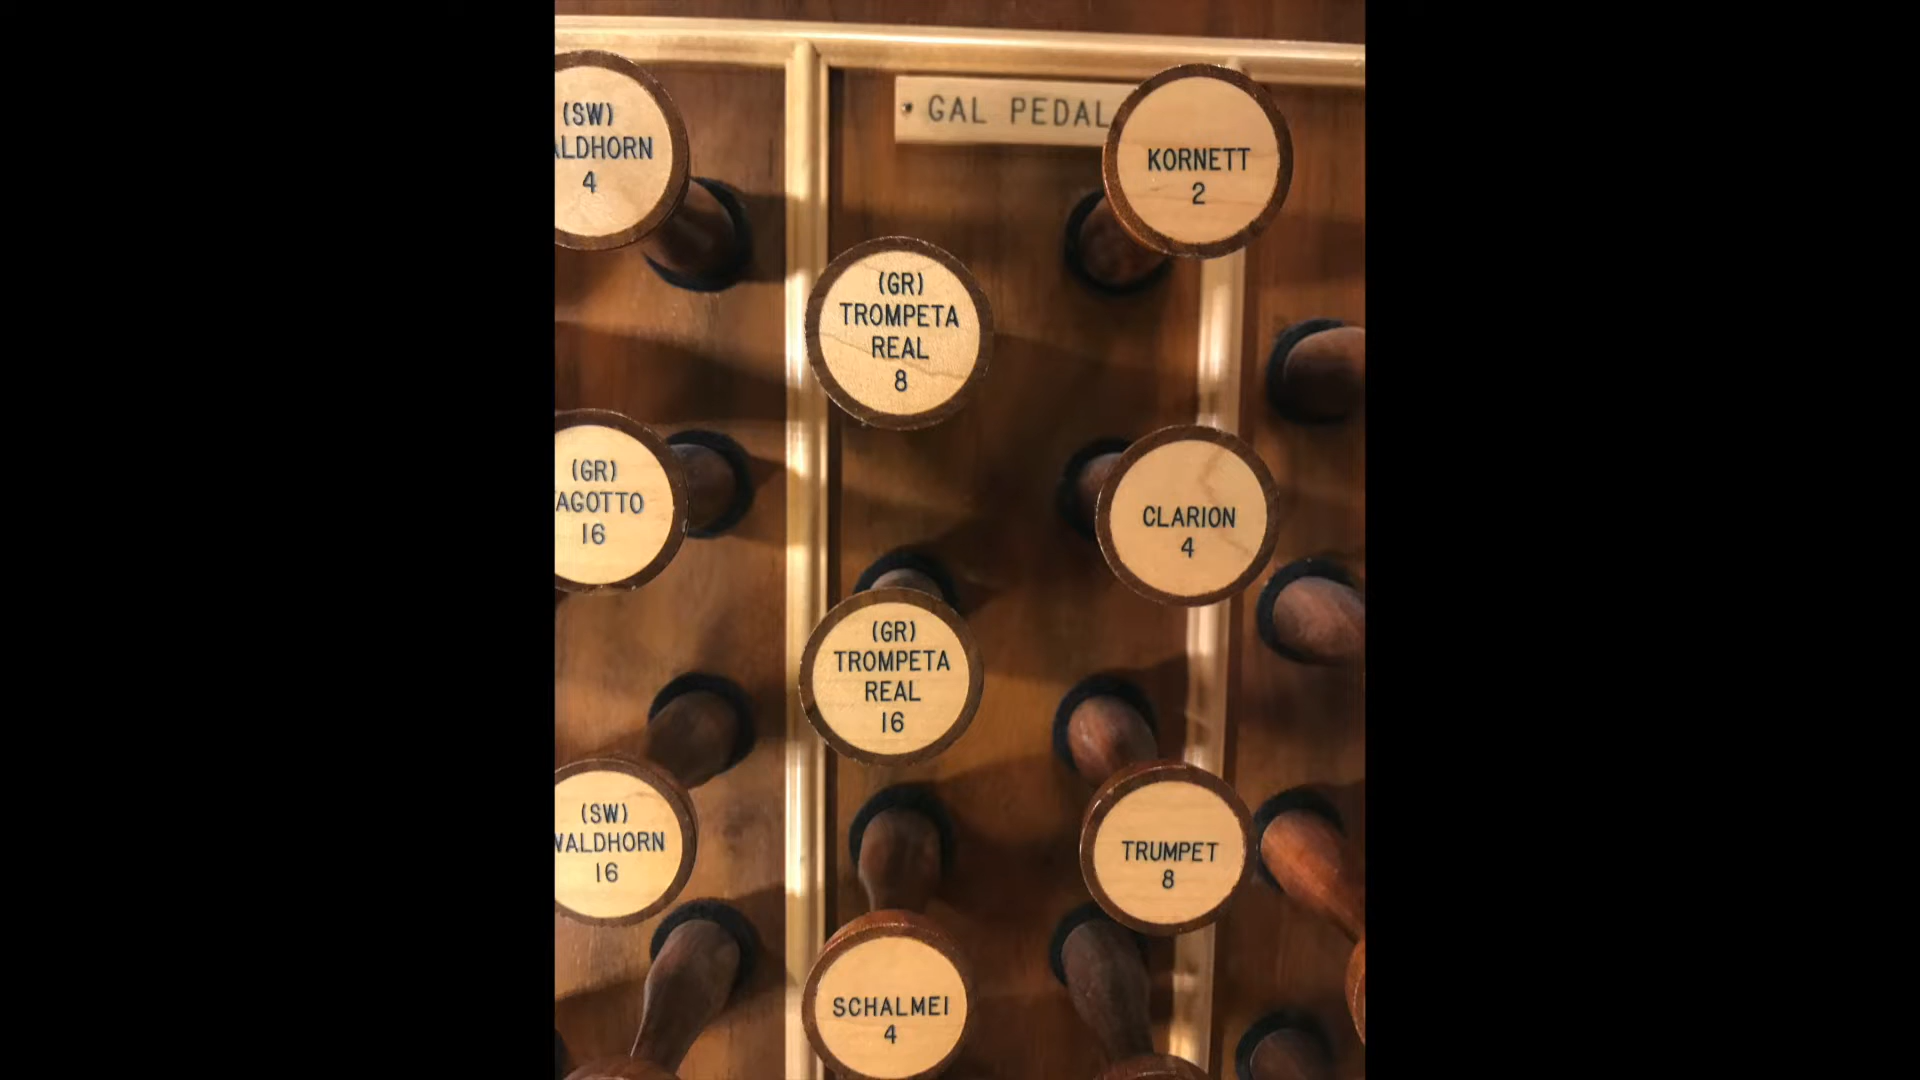 GAL PEDAL
(SW)
ALDHORN
4
(GR)
AGOTTO
16
(SW)
WALDHORN
16
(GR)
TROMPETA
REAL
8
(GR)
TROMPETA
REAL
16
SCHALMEI
4
KORNETT
2
CLARION
4
TRUMPET
8